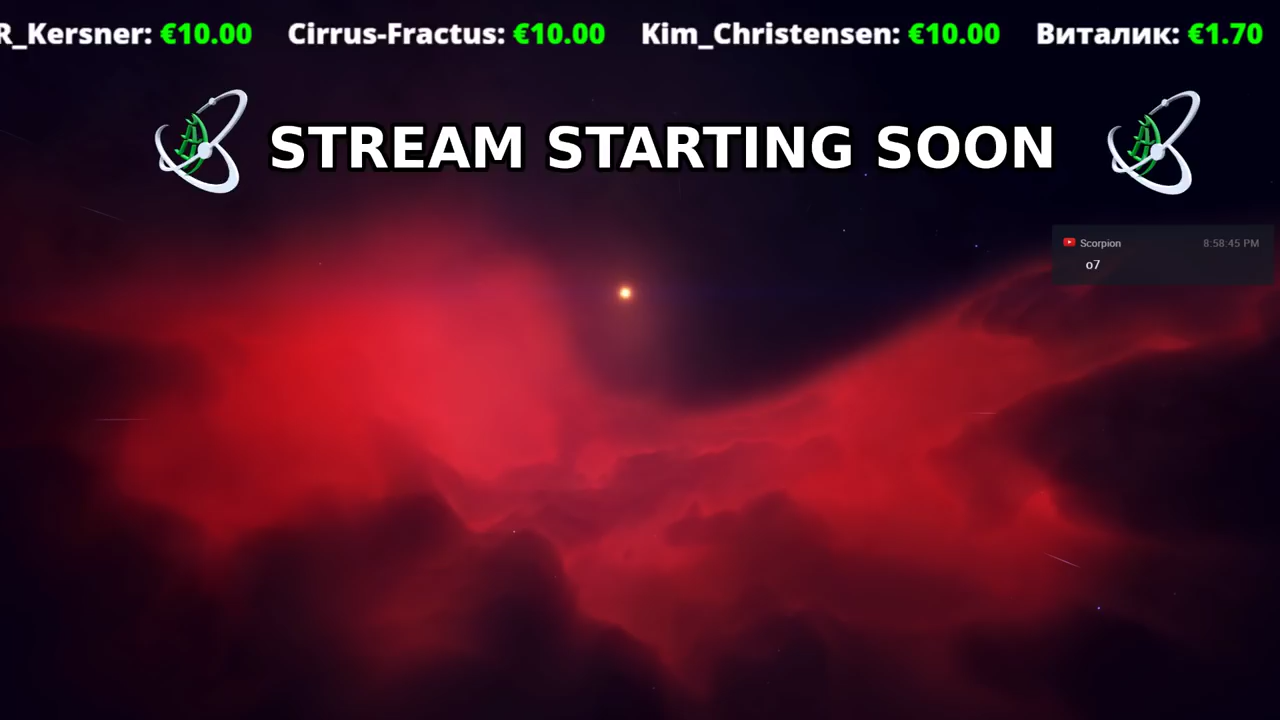 R_Kersner: €10.00 Cirrus-Fractus: €10.00 Kim_Christensen: €10.00 Виталик: €1.70
STREAM STARTING SOON
Scorpion 8:58:45 PM
o7